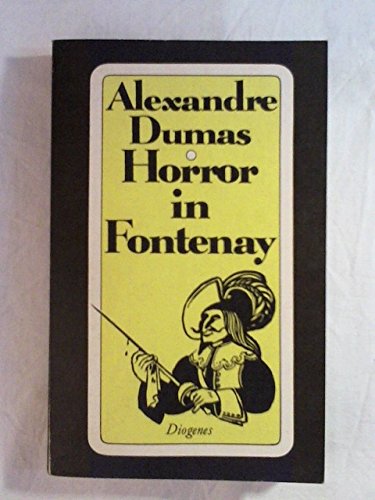 Alexandre
Dumas
Horror
in
Fontenay
Diogenes